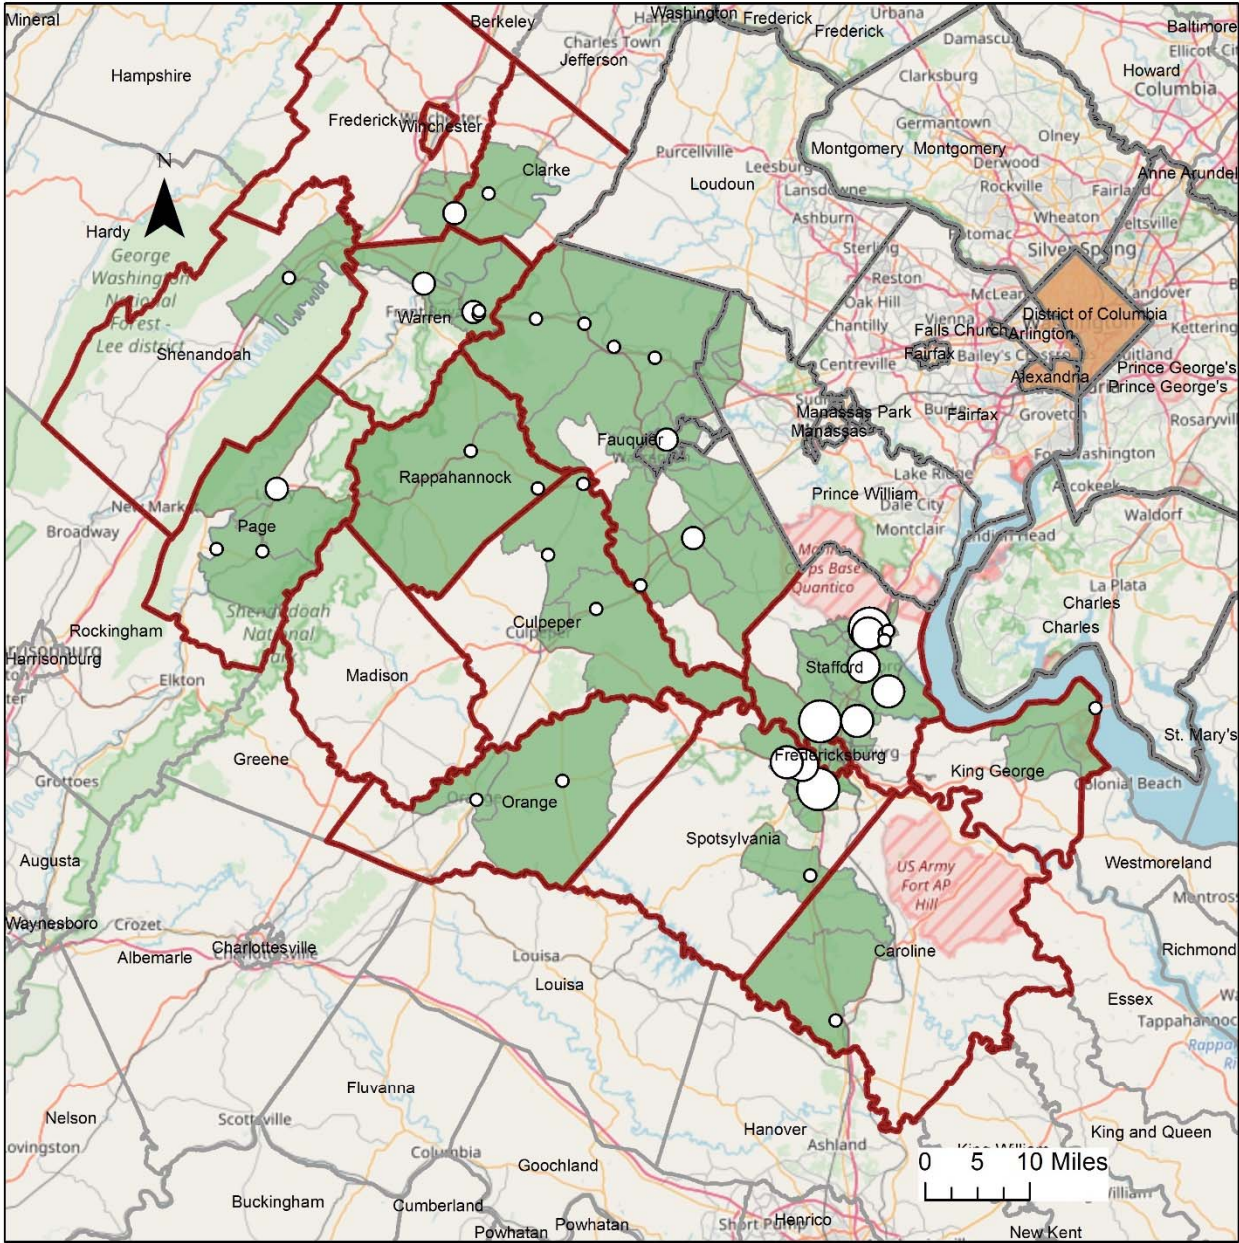 Mineral
Berkeley
Washington
Frederick
Urbana
Baltimore
Frederick
Charles Town
Damascus
Jefferson
Ellicott City
Hampshire
Clarksburg
Howard
Columbia
Frederick
Winchester
Germantown
Olney
Montgomery
Montgomery
Purcellville
Derwood
N
Leesburg
Clarke
Rockville
Fairland
Anne Arundel
Loudoun
Lansdowne
Ashburn
Wheaton
Hardy
Sterling
Silver Spring
George
Washington
National
Forest -
Lee district
Reston
McLean
Oak Hill
District of Columbia
Warren
Chantilly
Vienna
Falls Church
Arlington
Kettering
Shenandoah
Centreville
Fairfax
Bailey's
Prince George's
Alexandria
Prince George's
Manassas Park
Fairfax
Groveton
Rosaryville
Manassas
Fauquier
Fort Washington
Rappahannock
Lake Ridge
Accokeek
Prince William
New Market
Dale City
Waldorf
Page
Montclair
Broadway
Indian Head
Marine
Corps Base
Quantico
La Plata
Charles
Shenandoah
National
Rockingham
Culpeper
Culpeper
Charles
Harrisonburg
Stafford
Madison
Elkton
St. Mary's
Fredericksburg
Greene
King George
Grottoes
Colonial Beach
Orange
Orange
Spotsylvania
Augusta
US Army
Fort AP
Hill
Westmoreland
Montross
Waynesboro
Crozet
Charlottesville
Charlottesville
Caroline
Richmond
Albemarle
Louisa
Louisa
Essex
Tappahannock
Fluvanna
Nelson
Scottsville
Hanover
King and Queen
Lovingston
Columbia
Ashland
Goochland
0 5 10 Miles
Buckingham
Cumberland
Henrico
Powhatan
Powhatan
Short Pump
New Kent